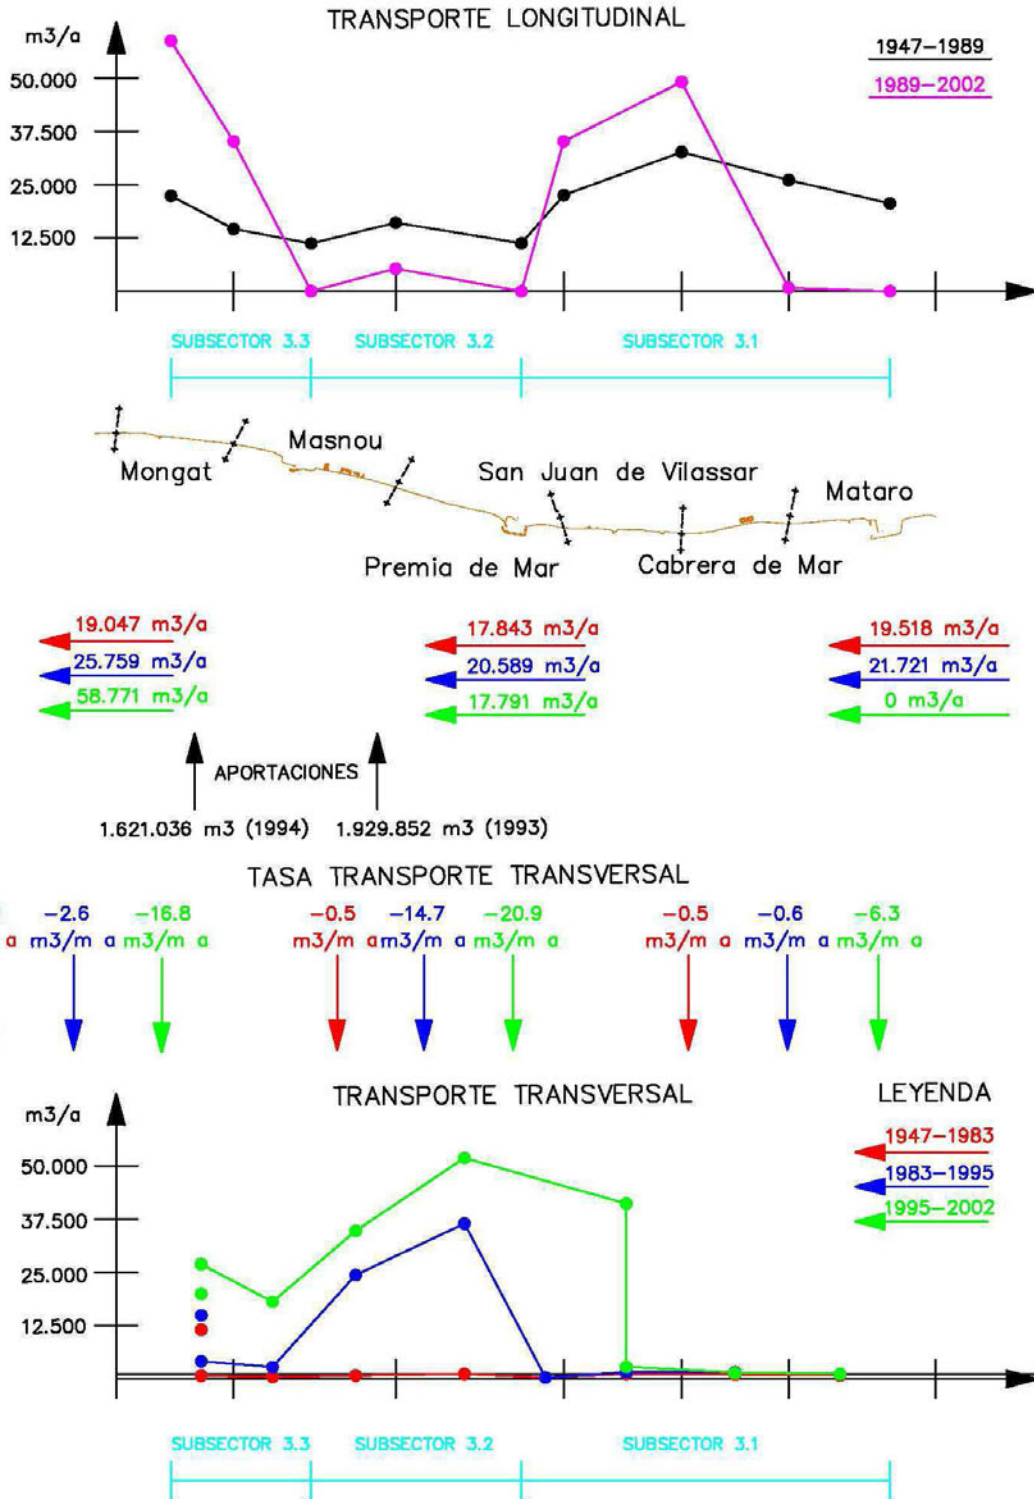 TRANSPORTE LONGITUDINAL
m3/a
1947-1989
1989-2002
50.000
37.500
25.000
12.500
SUBSECTOR 3.3 SUBSECTOR 3.2 SUBSECTOR 3.1
Masnou
Mongat
San Juan de Vilassar
Mataro
Premia de Mar
Cabrera de Mar
19.047 m3/a 17.843 m3/a 19.518 m3/a
25.759 m3/a 20.589 m3/a 21.721 m3/a
58.771 m3/a 17.791 m3/a 0 m3/a
APORTACIONES
1.621.036 m3 (1994) 1.929.852 m3 (1993)
TASA TRANSPORTE TRANSVERSAL
-2.6 -16.8 -0.5 -14.7 -20.9 -0.5 -0.6 -6.3
a m3/m a m3/m a m3/m a m3/m a m3/m a m3/m a m3/m a m3/m a
TRANSPORTE TRANSVERSAL
LEYENDA
m3/a
1947-1983
1983-1995
1995-2002
50.000
37.500
25.000
12.500
SUBSECTOR 3.3 SUBSECTOR 3.2 SUBSECTOR 3.1